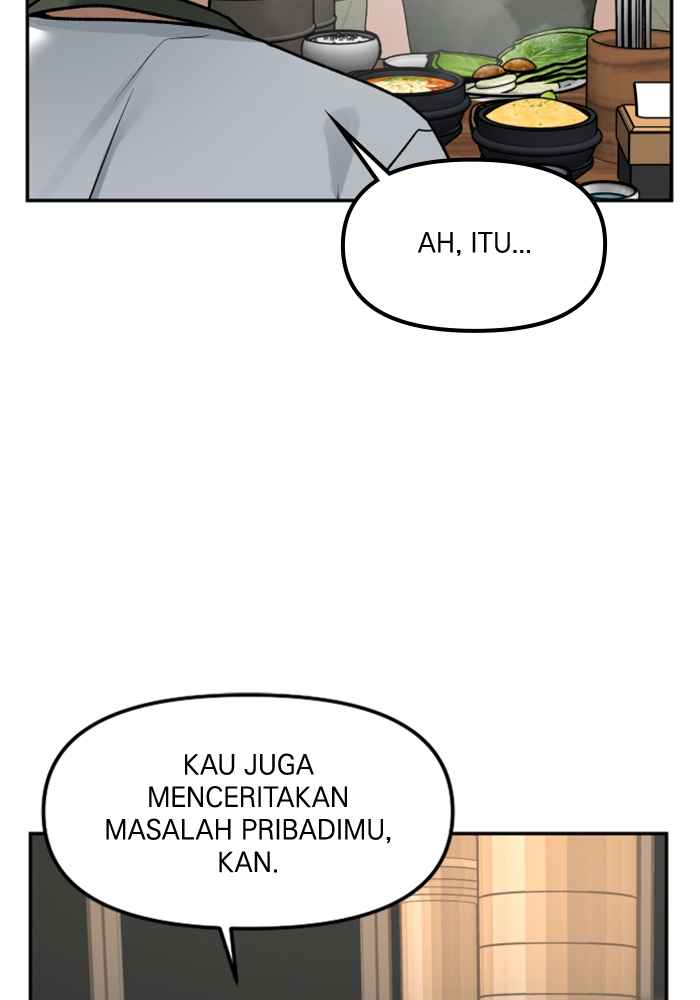 AH, ITU...
KAU JUGA
MENCERITAKAN
MASALAH PRIBADIMU,
KAN.